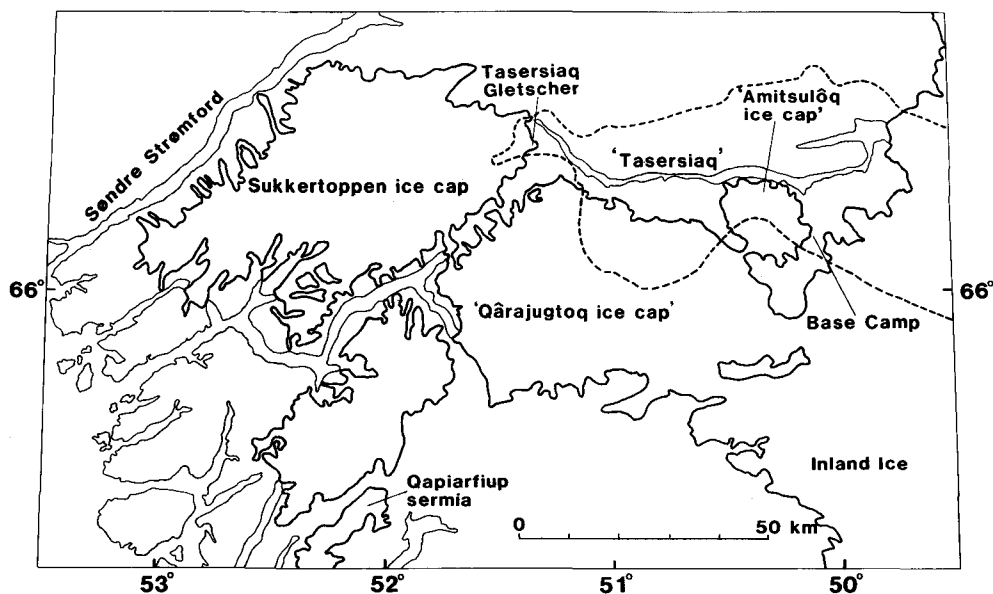 Tasersiaq
Gletscher
'Amitsulôq
ice cap'
Søndre Strømfjord
'Tasersiaq'
Sukkertoppen ice cap
66°
66°
'Qârajugtoq ice cap'
Base Camp
Inland Ice
Qapiarfiup
sermia
0 50 km
53° 52° 51° 50°